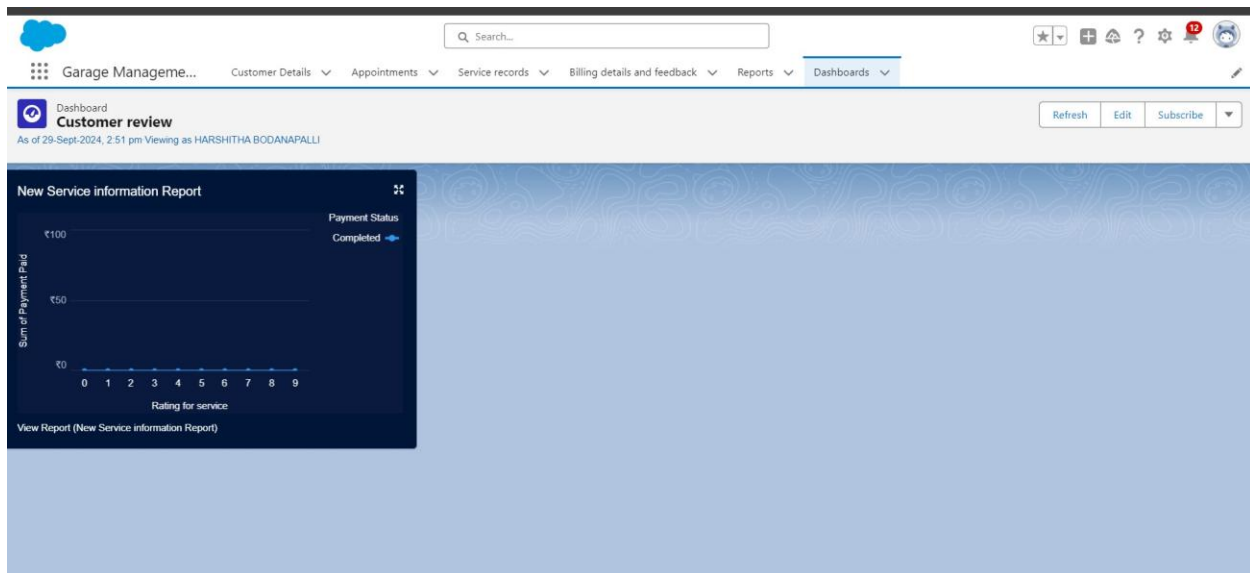 Search...
12
Garage Manageme... Customer Details Appointments Service records Billing details and feedback Reports Dashboards
Dashboard
Customer review
As of 29-Sept-2024, 2:51 pm Viewing as HARSHITHA BODANAPALLI
Refresh Edit Subscribe
New Service information Report
Payment Status
Completed
Sum of Payment Paid
₹100
₹50
₹0
0 1 2 3 4 5 6 7 8 9
Rating for service
View Report (New Service information Report)